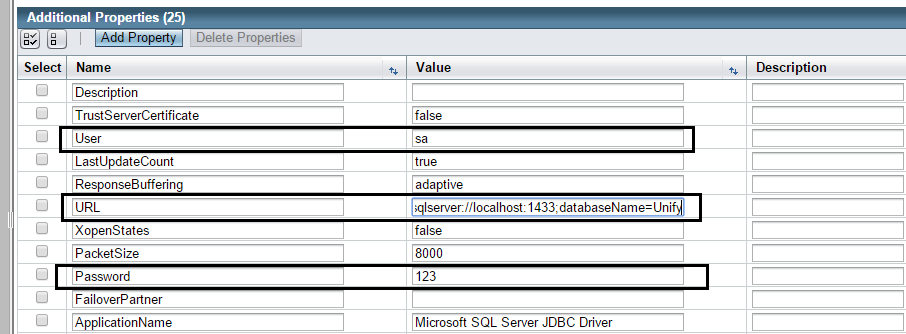 Additional Properties (25)
Add Property Delete Properties
Select Name Value Description
Description
TrustServerCertificate false
User sa
LastUpdateCount true
ResponseBuffering adaptive
URL sqlserver://localhost:1433;databaseName=Unify
XopenStates false
PacketSize 8000
Password 123
FailoverPartner
ApplicationName Microsoft SQL Server JDBC Driver